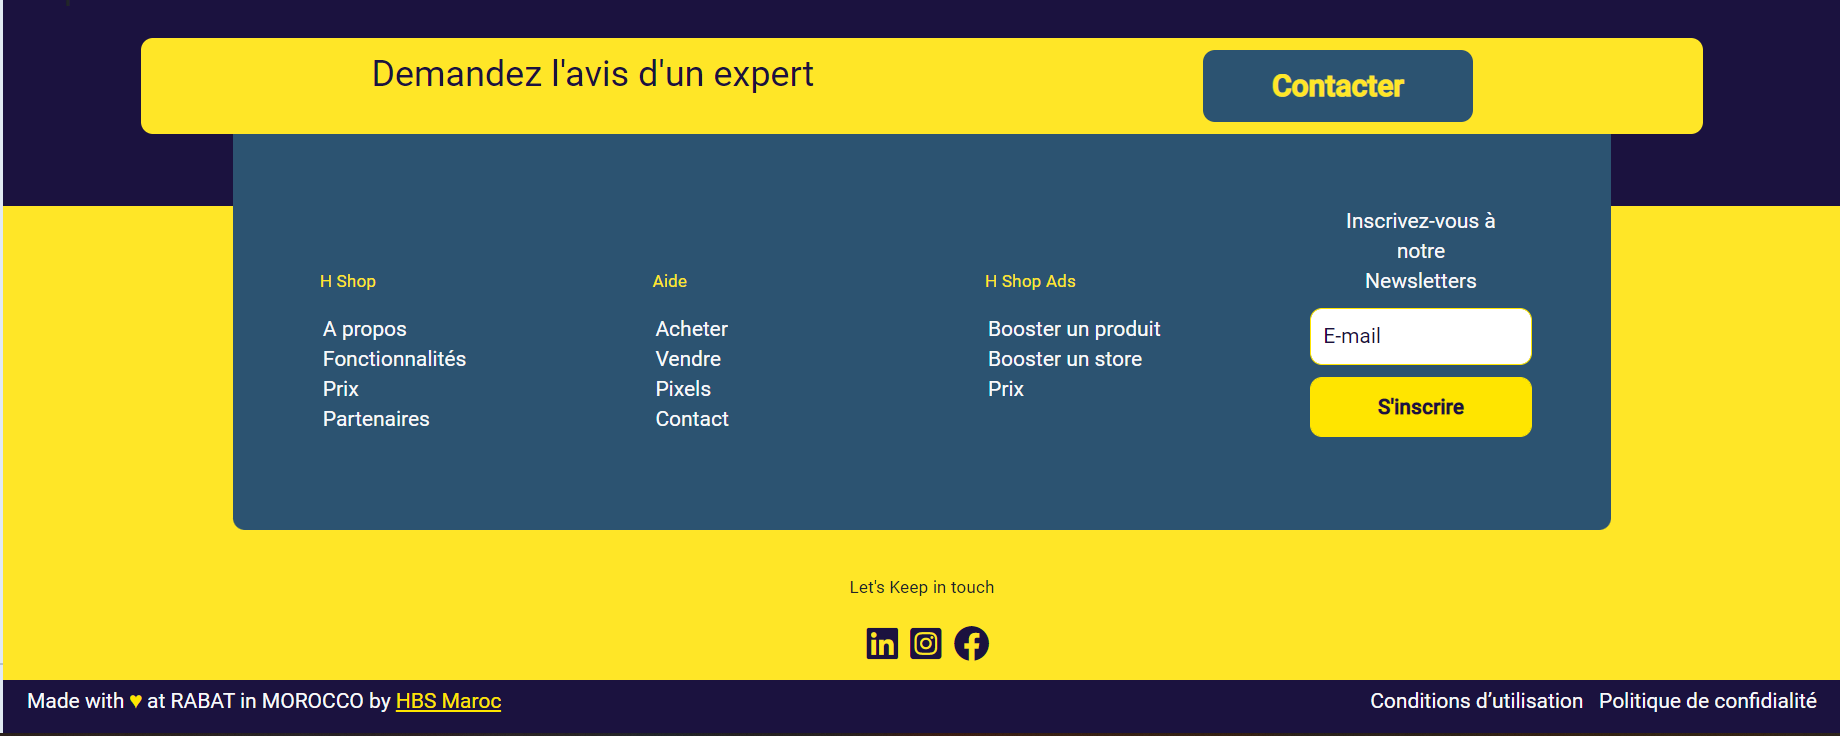 Demandez l'avis d'un expert
Contacter
H Shop
A propos
Fonctionnalités
Prix
Partenaires
Aide
Acheter
Vendre
Pixels
Contact
H Shop Ads
Booster un produit
Booster un store
Prix
Inscrivez-vous à
notre
Newsletters
E-mail
S'inscrire
Let's Keep in touch
Made with ♥ at RABAT in MOROCCO by HBS Maroc
Conditions d’utilisation Politique de confidialité